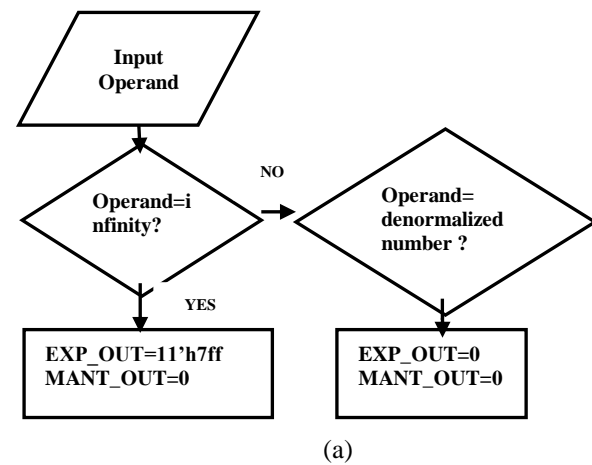 Input
Operand
Operand=i
nfinity?
NO
Operand=
denormalized
number ?
YES
EXP_OUT=11'h7ff
MANT_OUT=0
EXP_OUT=0
MANT_OUT=0
(a)